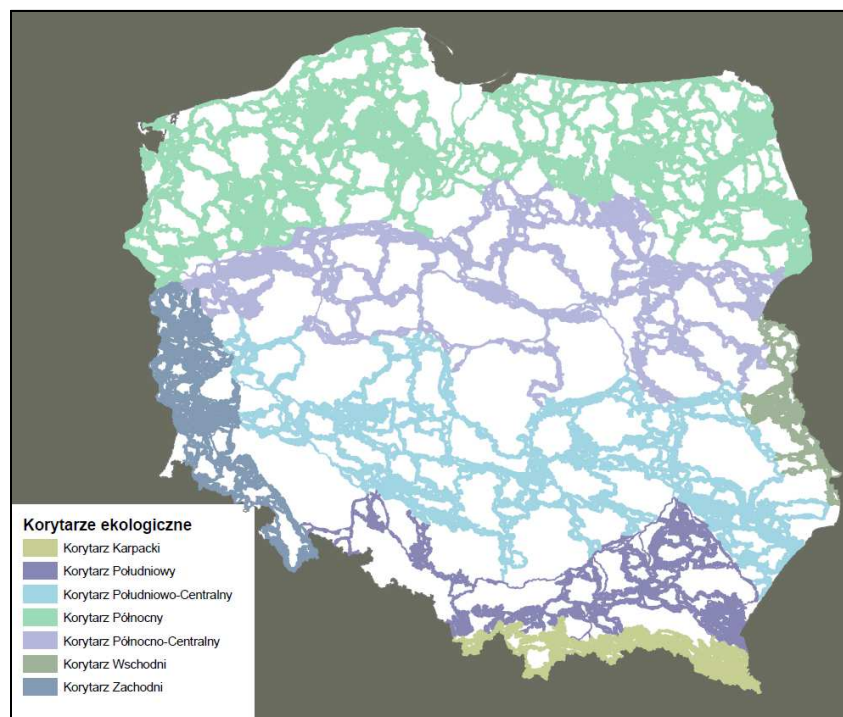 Korytarze ekologiczne
Korytarz Karpacki
Korytarz Południowy
Korytarz Południowo-Centralny
Korytarz Północny
Korytarz Północno-Centralny
Korytarz Wschodni
Korytarz Zachodni